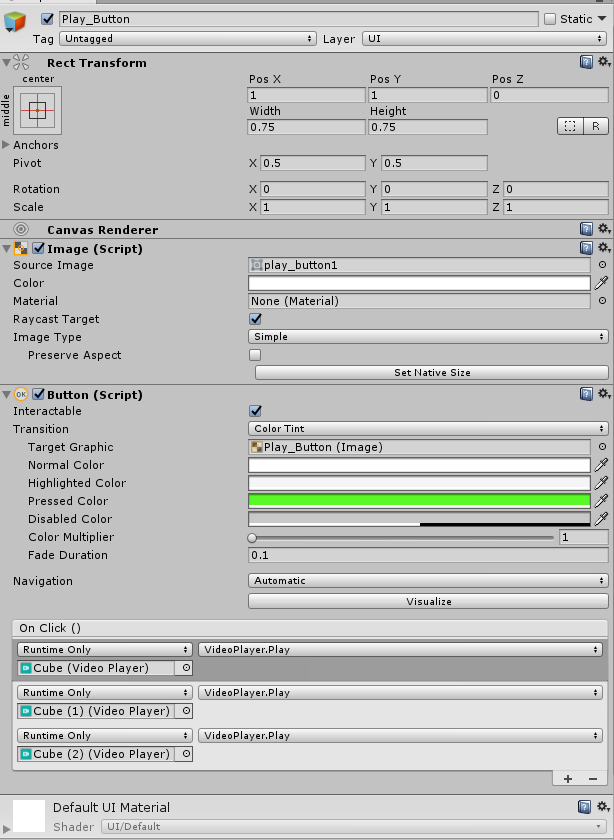 Play_Button Static
Tag Untagged Layer UI
Rect Transform
center Pos X Pos Y Pos Z
middle 1 1 0
Width Height
0.75 0.75 R
Anchors
Pivot X 0.5 Y 0.5
Rotation X 0 Y 0 Z 0
Scale X 1 Y 1 Z 1
Canvas Renderer
Image (Script)
Source Image play_button1
Color
Material None (Material)
Raycast Target
Image Type Simple
Preserve Aspect
Set Native Size
OK Button (Script)
Interactable
Transition Color Tint
Target Graphic Play_Button (Image)
Normal Color
Highlighted Color
Pressed Color
Disabled Color
Color Multiplier 1
Fade Duration 0.1
Navigation Automatic
Visualize
On Click ()
Runtime Only VideoPlayer.Play
Cube (Video Player)
Runtime Only VideoPlayer.Play
Cube (1) (Video Player)
Runtime Only VideoPlayer.Play
Cube (2) (Video Player)
+ −
Default UI Material
Shader UI/Default